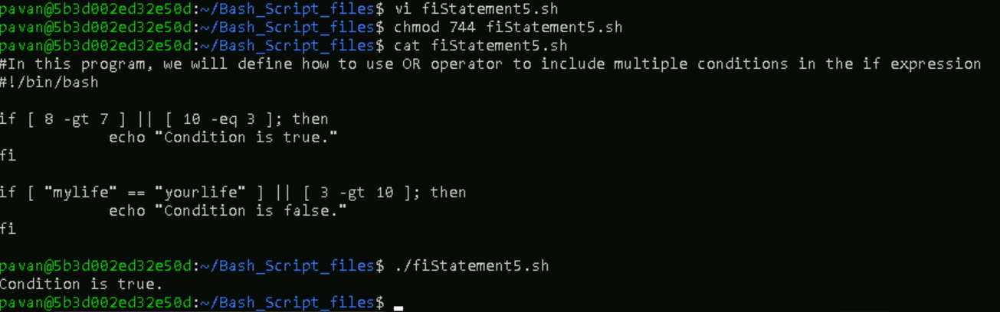 pavan@5b3d002ed32e50d:~/Bash_Script_files$ vi fiStatement5.sh
pavan@5b3d002ed32e50d:~/Bash_Script_files$ chmod 744 fiStatement5.sh
pavan@5b3d002ed32e50d:~/Bash_Script_files$ cat fiStatement5.sh
#In this program, we will define how to use OR operator to include multiple conditions in the if expression
#!/bin/bash
if [ 8 -gt 7 ] || [ 10 -eq 3 ]; then
echo "Condition is true."
fi
if [ "mylife" == "yourlife" ] || [ 3 -gt 10 ]; then
echo "Condition is false."
fi
pavan@5b3d002ed32e50d:~/Bash_Script_files$ ./fiStatement5.sh
Condition is true.
pavan@5b3d002ed32e50d:~/Bash_Script_files$